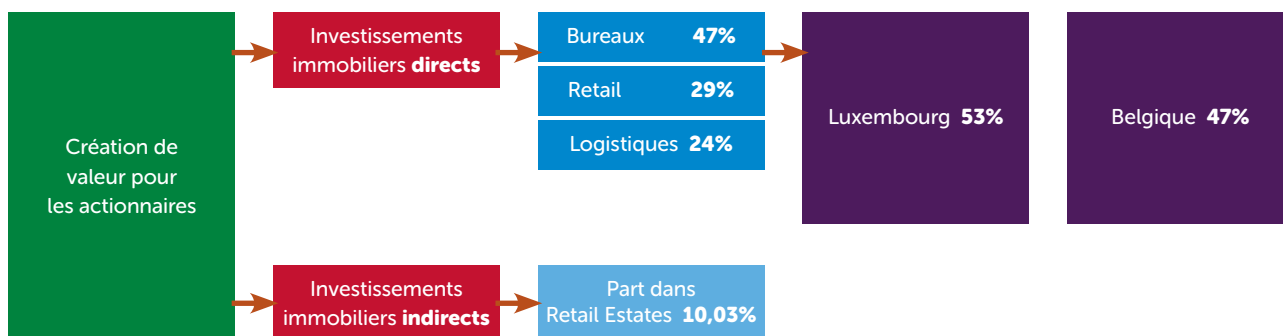 Création de
valeur pour
les actionnaires
Investissements
immobiliers directs
Bureaux 47%
Retail 29%
Logistiques 24%
Luxembourg 53%
Belgique 47%
Investissements
immobiliers indirects
Part dans
Retail Estates 10,03%